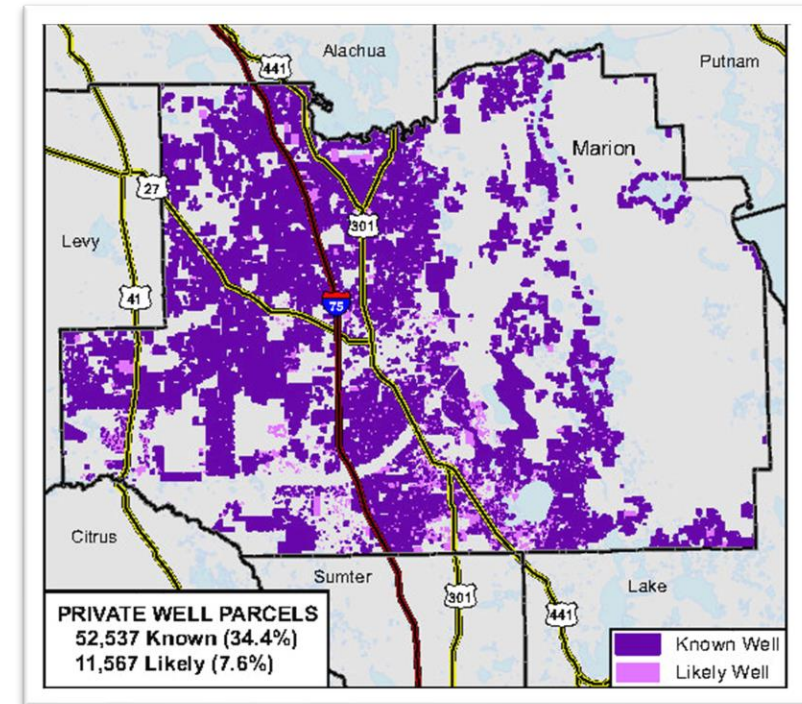 Alachua
441
Putnam
Marion
27
301
Levy
41
75
Citrus
Sumter
Lake
301
441
PRIVATE WELL PARCELS
52,537 Known (34.4%)
11,567 Likely (7.6%)
Known Well
Likely Well